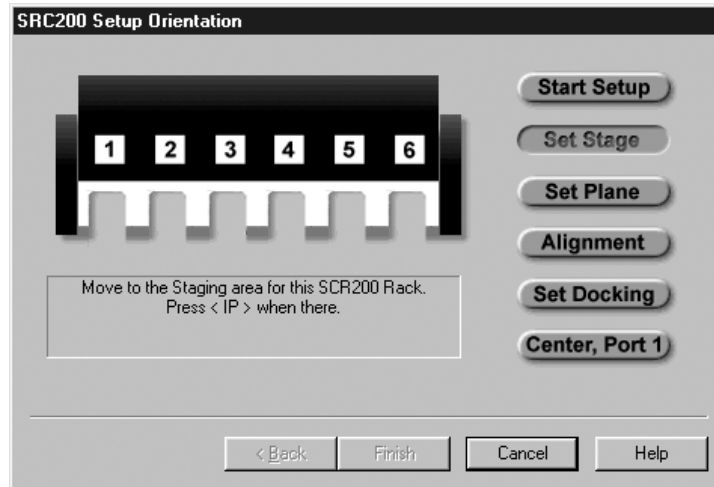 SRC200 Setup Orientation
1 2 3 4 5 6
Start Setup
Set Stage
Set Plane
Alignment
Set Docking
Center, Port 1
Move to the Staging area for this SCR200 Rack.
Press < IP > when there.
< Back Finish Cancel Help